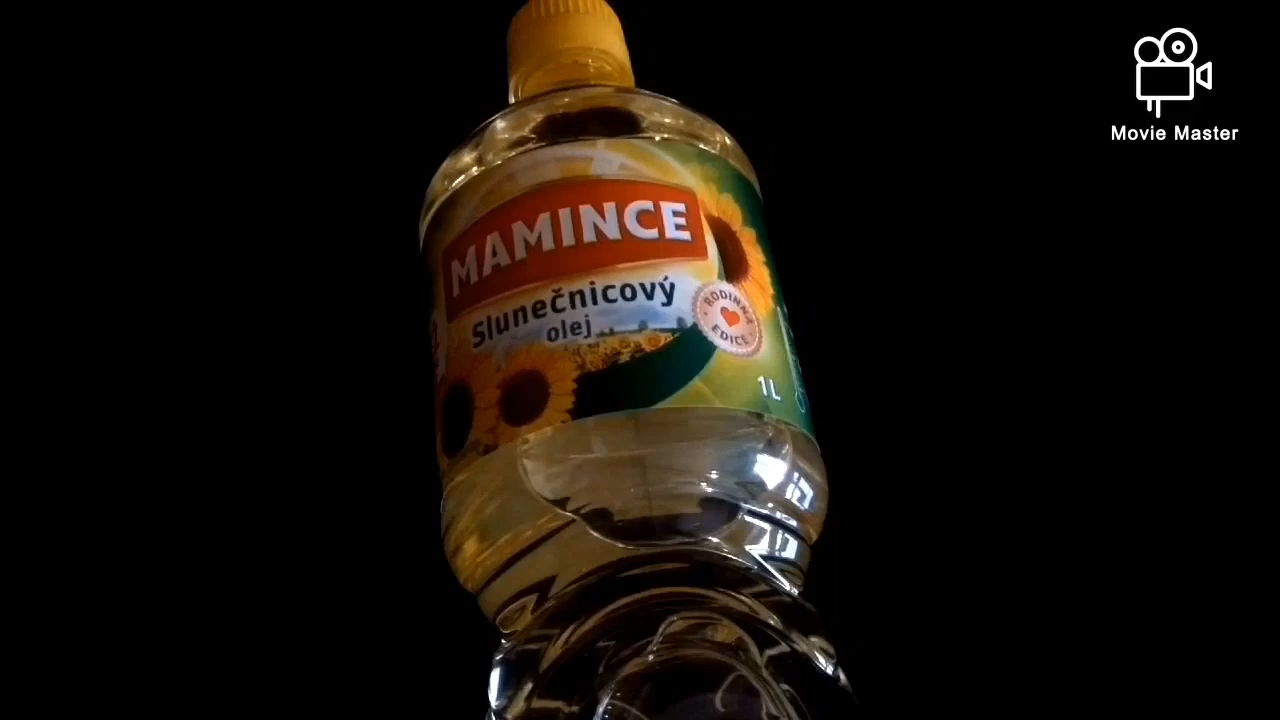 MAMINCE
Slunečnicový
olej
RODINNÁ
EDICE
1L
Movie Master